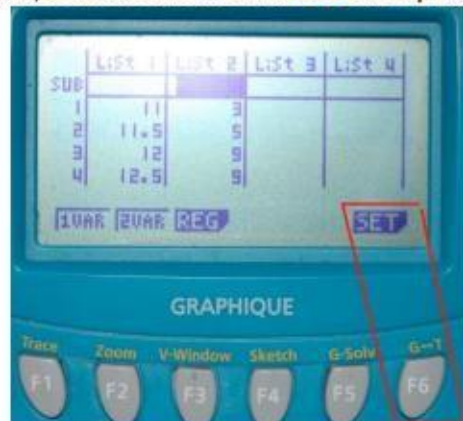 List 1 List 2 List 3 List 4
SUB
1 11 3
2 11.5 5
3 12 9
4 12.5 9
1VAR 2VAR REG SET
GRAPHIQUE
Trace Zoom V-Window Sketch G-Solv G↔T
F1 F2 F3 F4 F5 F6